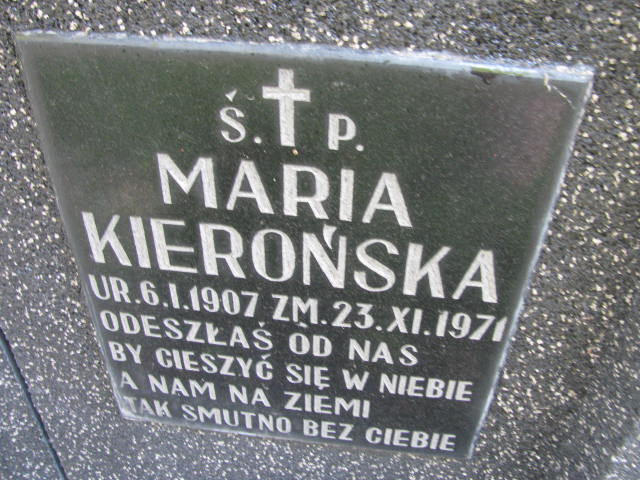 Ś. P.
MARIA
KIEROŃSKA
UR.6.I.1907 ZM.23.XI.1971
ODESZŁAŚ OD NAS
BY CIESZYĆ SIĘ W NIEBIE
A NAM NA ZIEMI
TAK SMUTNO BEZ CIEBIE